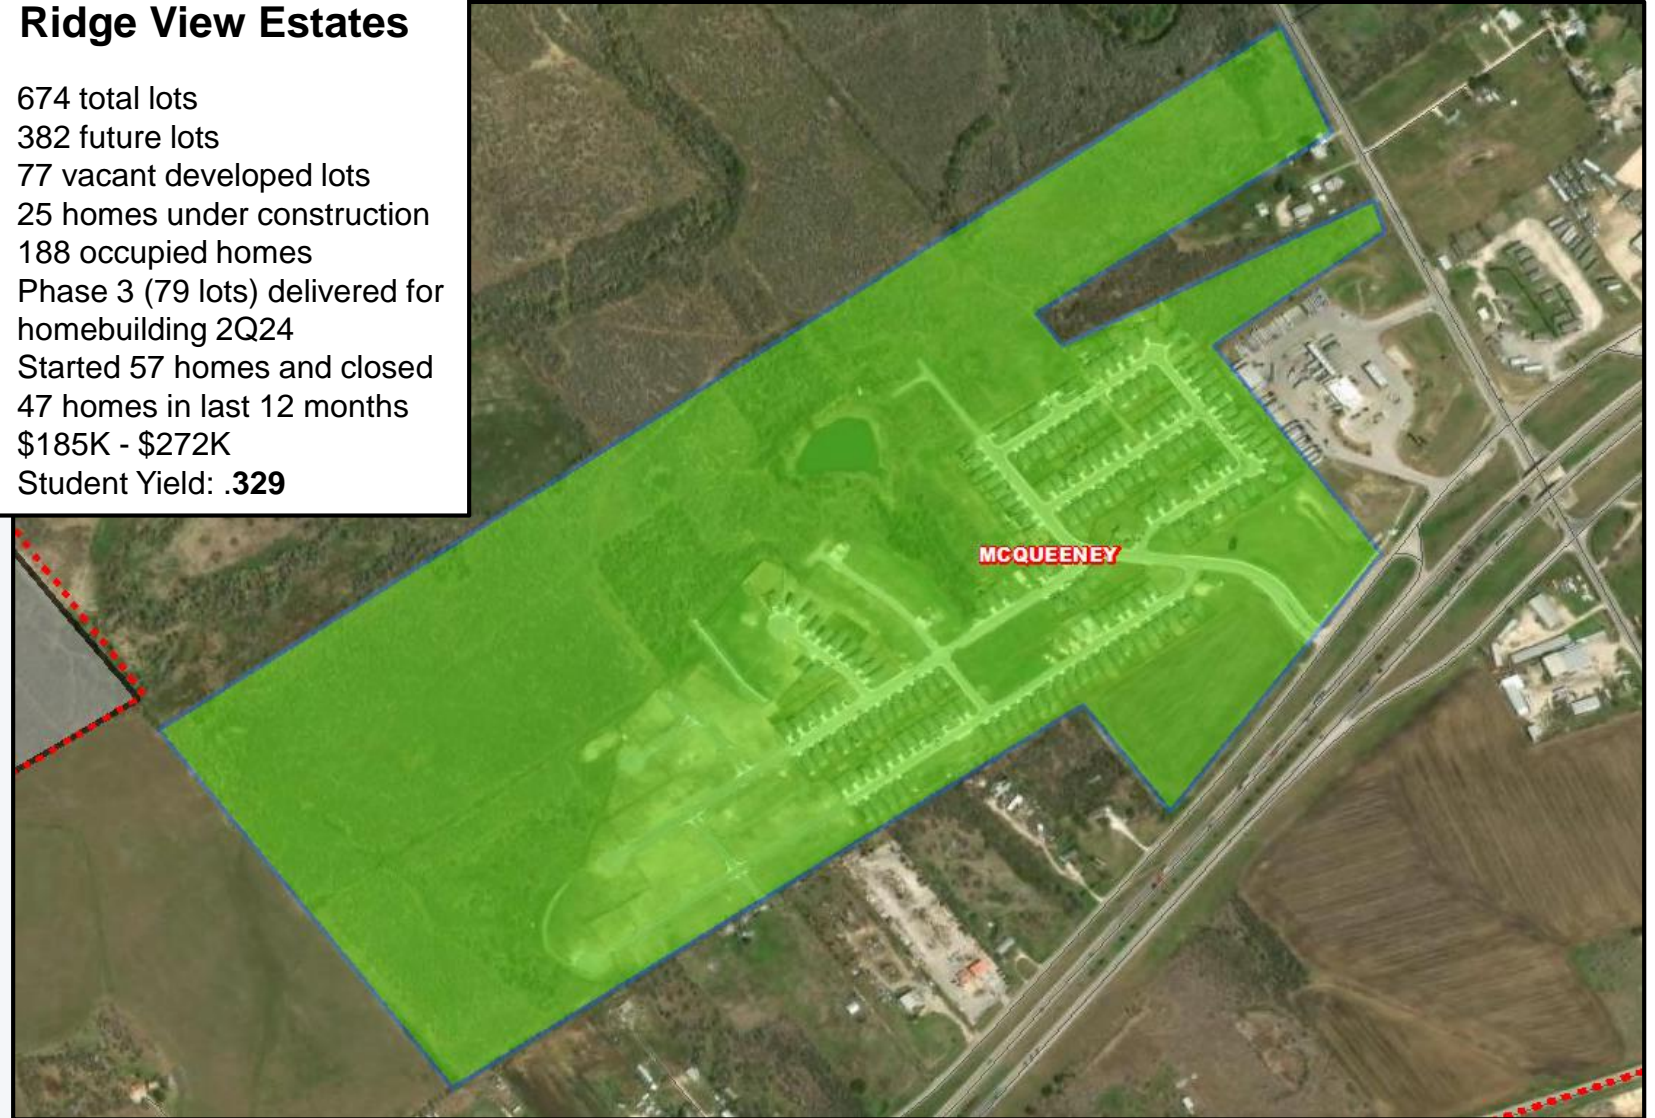 Ridge View Estates
674 total lots
382 future lots
77 vacant developed lots
25 homes under construction
188 occupied homes
Phase 3 (79 lots) delivered for
homebuilding 2Q24
Started 57 homes and closed
47 homes in last 12 months
$185K - $272K
Student Yield: .329
MCQUEENEY